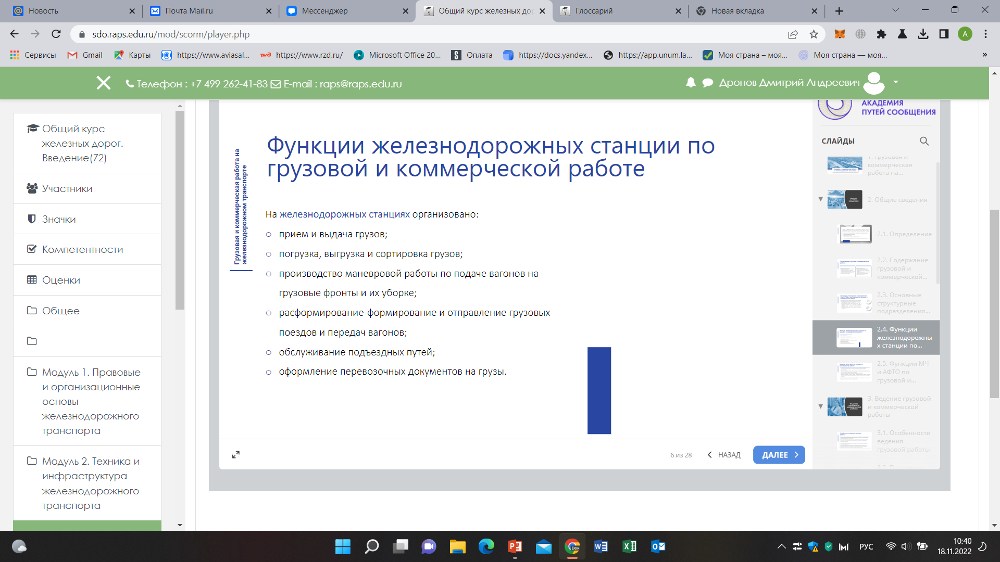 Новость
Почта Mail.ru
Мессенджер
Общий курс железных дор
Глоссарий
Новая вкладка
sdo.raps.edu.ru/mod/scorm/player.php
A
Сервисы
Gmail
Карты
https://www.aviasal...
https://www.rzd.ru/
Microsoft Office 20...
Оплата
https://docs.yandex...
https://app.unum.la...
Моя страна – моя...
Моя страна — моя...
»
Телефон : +7 499 262-41-83 E-mail : raps@raps.edu.ru
Дронов Дмитрий Андреевич
Общий курс
железных дорог.
Введение(72)
Участники
Значки
Компетентности
Оценки
Общее
Модуль 1. Правовые
и организационные
основы
железнодорожного
транспорта
Модуль 2. Техника и
инфраструктура
железнодорожного
транспорта
Грузовая и коммерческая работа на
железнодорожном транспорте
Функции железнодорожных станции по
грузовой и коммерческой работе
На железнодорожных станциях организовано:
прием и выдача грузов;
погрузка, выгрузка и сортировка грузов;
производство маневровой работы по подаче вагонов на
грузовые фронты и их уборке;
расформирование-формирование и отправление грузовых
поездов и передач вагонов;
обслуживание подъездных путей;
оформление перевозочных документов на грузы.
6 из 28
НАЗАД
ДАЛЕЕ
АКАДЕМИЯ
ПУТЕЙ СООБЩЕНИЯ
СЛАЙДЫ
1. Грузовая и
коммерческая
работа на...
2. Общие сведения
2.1. Определение
2.2. Содержание
грузовой и
коммерческой...
2.3. Основные
структурные
подразделения...
2.4. Функции
железнодорожны
х станции по...
2.5. Функции МЧ
и АФТО по
грузовой и...
3. Ведение грузовой
и коммерческой
работы
3.1. Особенности
ведения
грузовой работы
РУС
10:40
18.11.2022